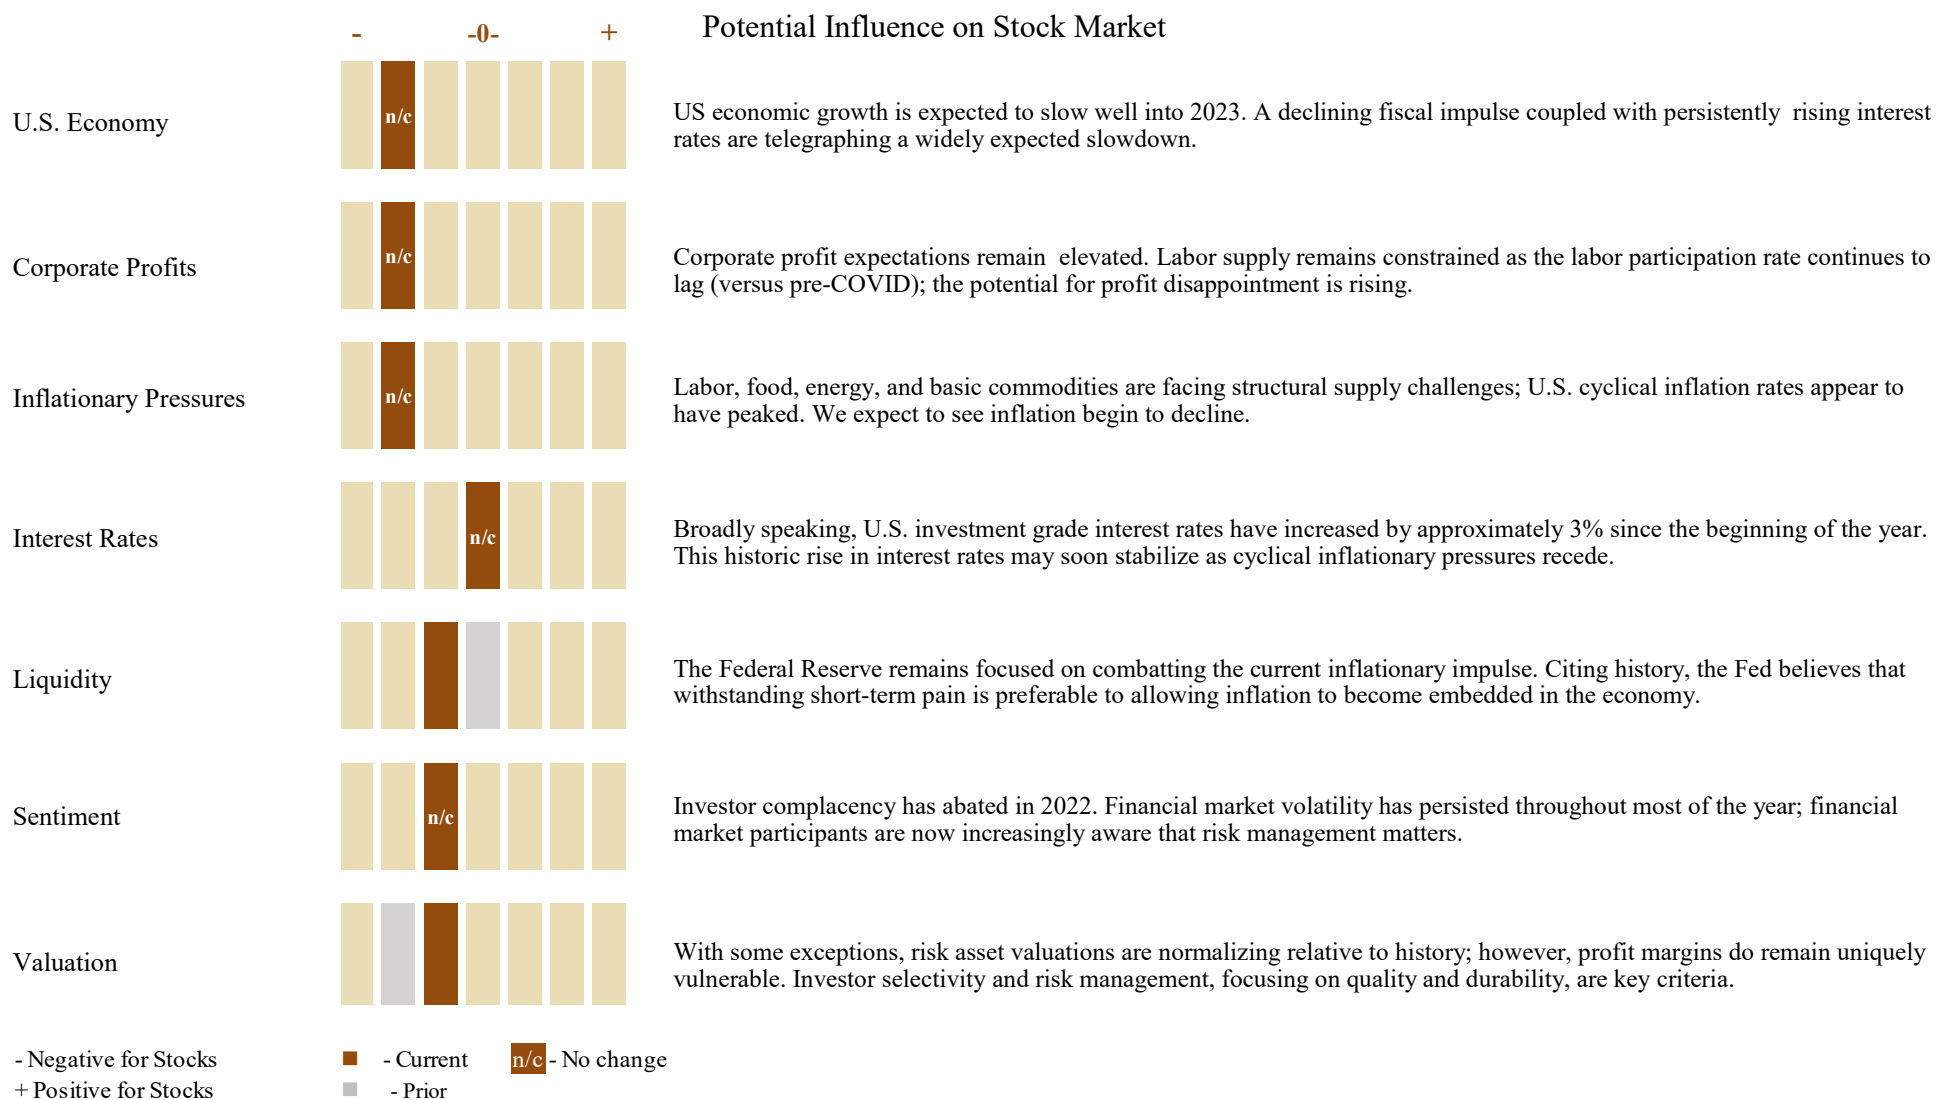 - -0- + Potential Influence on Stock Market
U.S. Economy
n/c
US economic growth is expected to slow well into 2023. A declining fiscal impulse coupled with persistently  rising interest
rates are telegraphing a widely expected slowdown.
Corporate Profits
n/c
Corporate profit expectations remain  elevated. Labor supply remains constrained as the labor participation rate continues to
lag (versus pre-COVID); the potential for profit disappointment is rising.
Inflationary Pressures
n/c
Labor, food, energy, and basic commodities are facing structural supply challenges; U.S. cyclical inflation rates appear to
have peaked. We expect to see inflation begin to decline.
Interest Rates
n/c
Broadly speaking, U.S. investment grade interest rates have increased by approximately 3% since the beginning of the year.
This historic rise in interest rates may soon stabilize as cyclical inflationary pressures recede.
Liquidity
The Federal Reserve remains focused on combatting the current inflationary impulse. Citing history, the Fed believes that
withstanding short-term pain is preferable to allowing inflation to become embedded in the economy.
Sentiment
n/c
Investor complacency has abated in 2022. Financial market volatility has persisted throughout most of the year; financial
market participants are now increasingly aware that risk management matters.
Valuation
With some exceptions, risk asset valuations are normalizing relative to history; however, profit margins do remain uniquely
vulnerable. Investor selectivity and risk management, focusing on quality and durability, are key criteria.
- Negative for Stocks - Current n/c - No change
+ Positive for Stocks - Prior